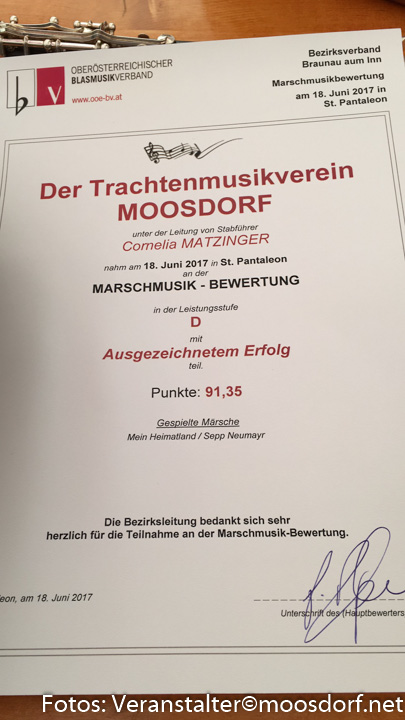 OBERÖSTERREICHISCHER
BLASMUSIKVERBAND
www.ooe-bv.at
Bezirksverband
Braunau aum Inn
Marschmusikbewertung
am 18. Juni 2017 in
St. Pantaleon
Der Trachtenmusikverein
MOOSDORF
unter der Leitung von Stabführer
Cornelia MATZINGER
nahm am 18. Juni 2017 in St. Pantaleon
an der
MARSCHMUSIK - BEWERTUNG
in der Leistungsstufe
D
mit
Ausgezeichnetem Erfolg
teil.
Punkte: 91,35
Gespielte Märsche
Mein Heimatland / Sepp Neumayr
Die Bezirksleitung bedankt sich sehr
herzlich für die Teilnahme an der Marschmusik-Bewertung.
eon, am 18. Juni 2017
Unterschrift des (Hauptbewerters
Fotos: Veranstalter©moosdorf.net